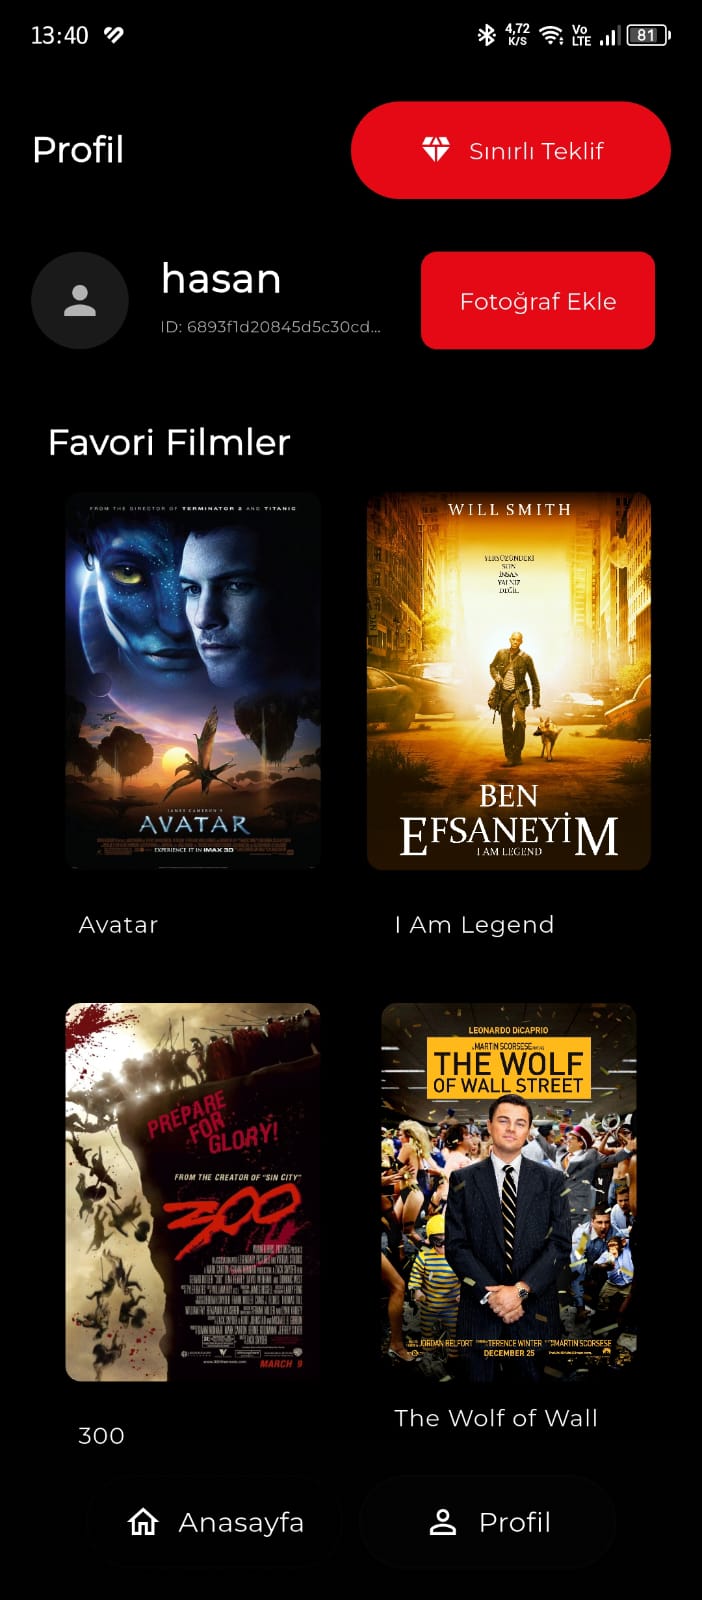 13:40
4,72 K/S
Vo LTE
81
Profil
Sınırlı Teklif
hasan
ID: 6893f1d20845d5c30cd...
Fotoğraf Ekle
Favori Filmler
FROM THE DIRECTOR OF TERMINATOR 2 AND TITANIC
JAMES CAMERON'S
AVATAR
EXPERIENCE IT IN IMAX 3D
Avatar
WILL SMITH
YERYÜZÜNDEKİ
SON
İNSAN
YALNIZ
DEĞİL.
BEN
EFSANEYİM
I AM LEGEND
I Am Legend
PREPARE
FOR
GLORY!
FROM THE CREATOR OF "SIN CITY"
300
MARCH 9
300
LEONARDO DiCAPRIO
MARTIN SCORSESE
THE WOLF
OF WALL STREET
JORDAN BELFORT TERENCE WINTER MARTIN SCORSESE
DECEMBER 25
The Wolf of Wall
Anasayfa
Profil